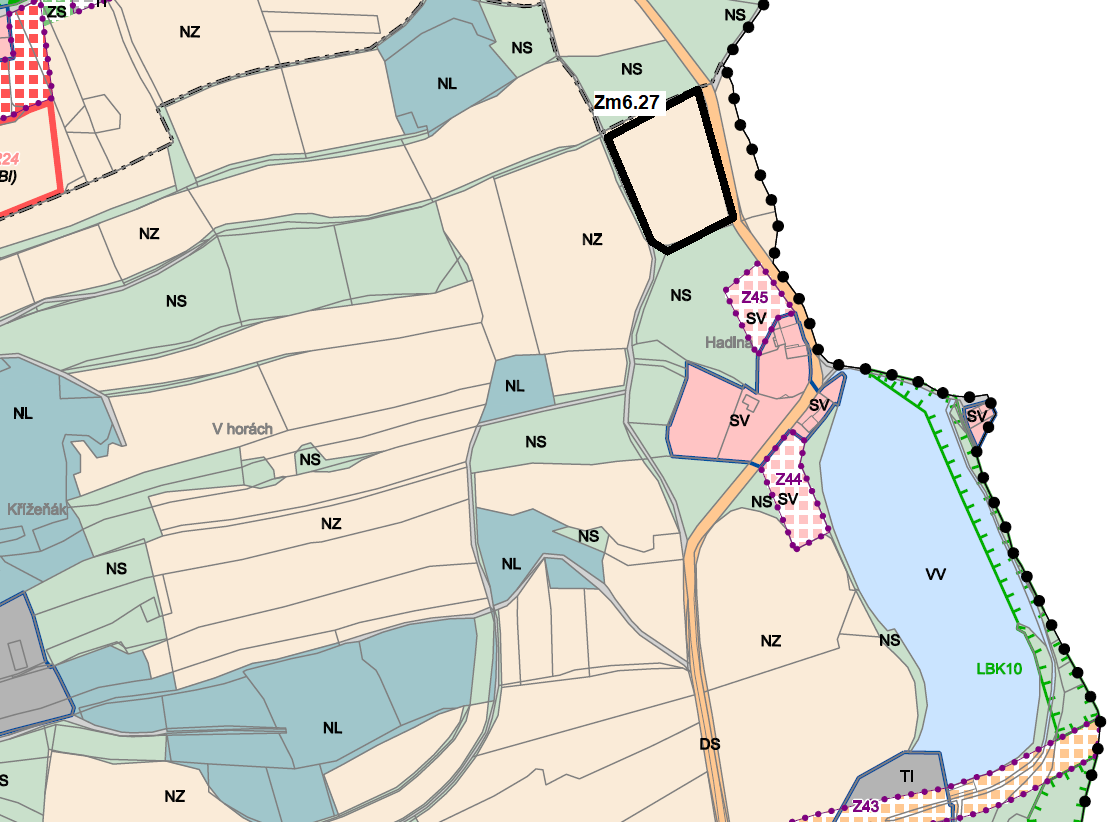 ZS
NZ
NS
NS
NS
NL
Zm6.27
224
BI)
NZ
NZ
NS
NS
Z45
SV
Hadina
NL
NL
SV
SV
SV
V horách
NS
NS
Z44
SV
NS
Křížeňák
NZ
NS
NL
NS
VV
NZ
NS
LBK10
NL
DS
TI
S
NZ
Z43